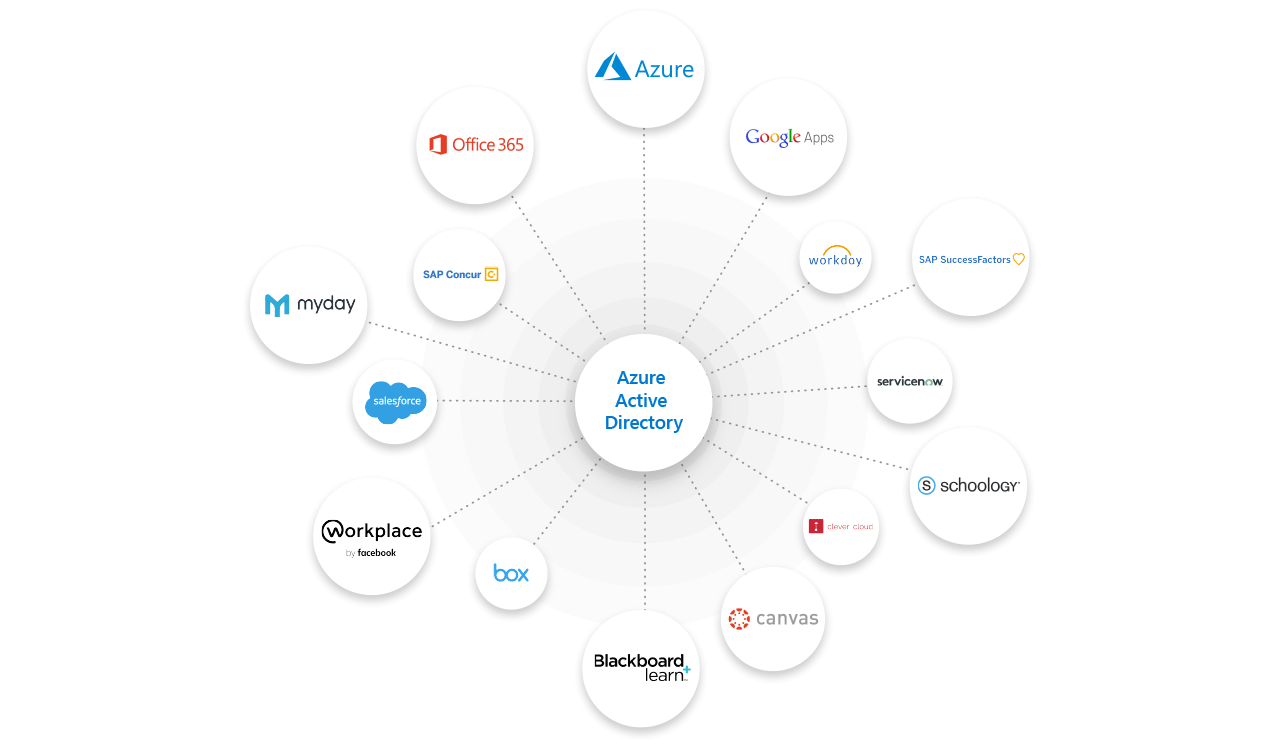 Azure
Google Apps
Office 365
SAP Concur
workday
SAP SuccessFactors
myday
servicenow
Azure
Active
Directory
salesforce
schoology
workplace
by facebook
clever cloud
box
canvas
Blackboard
learn+